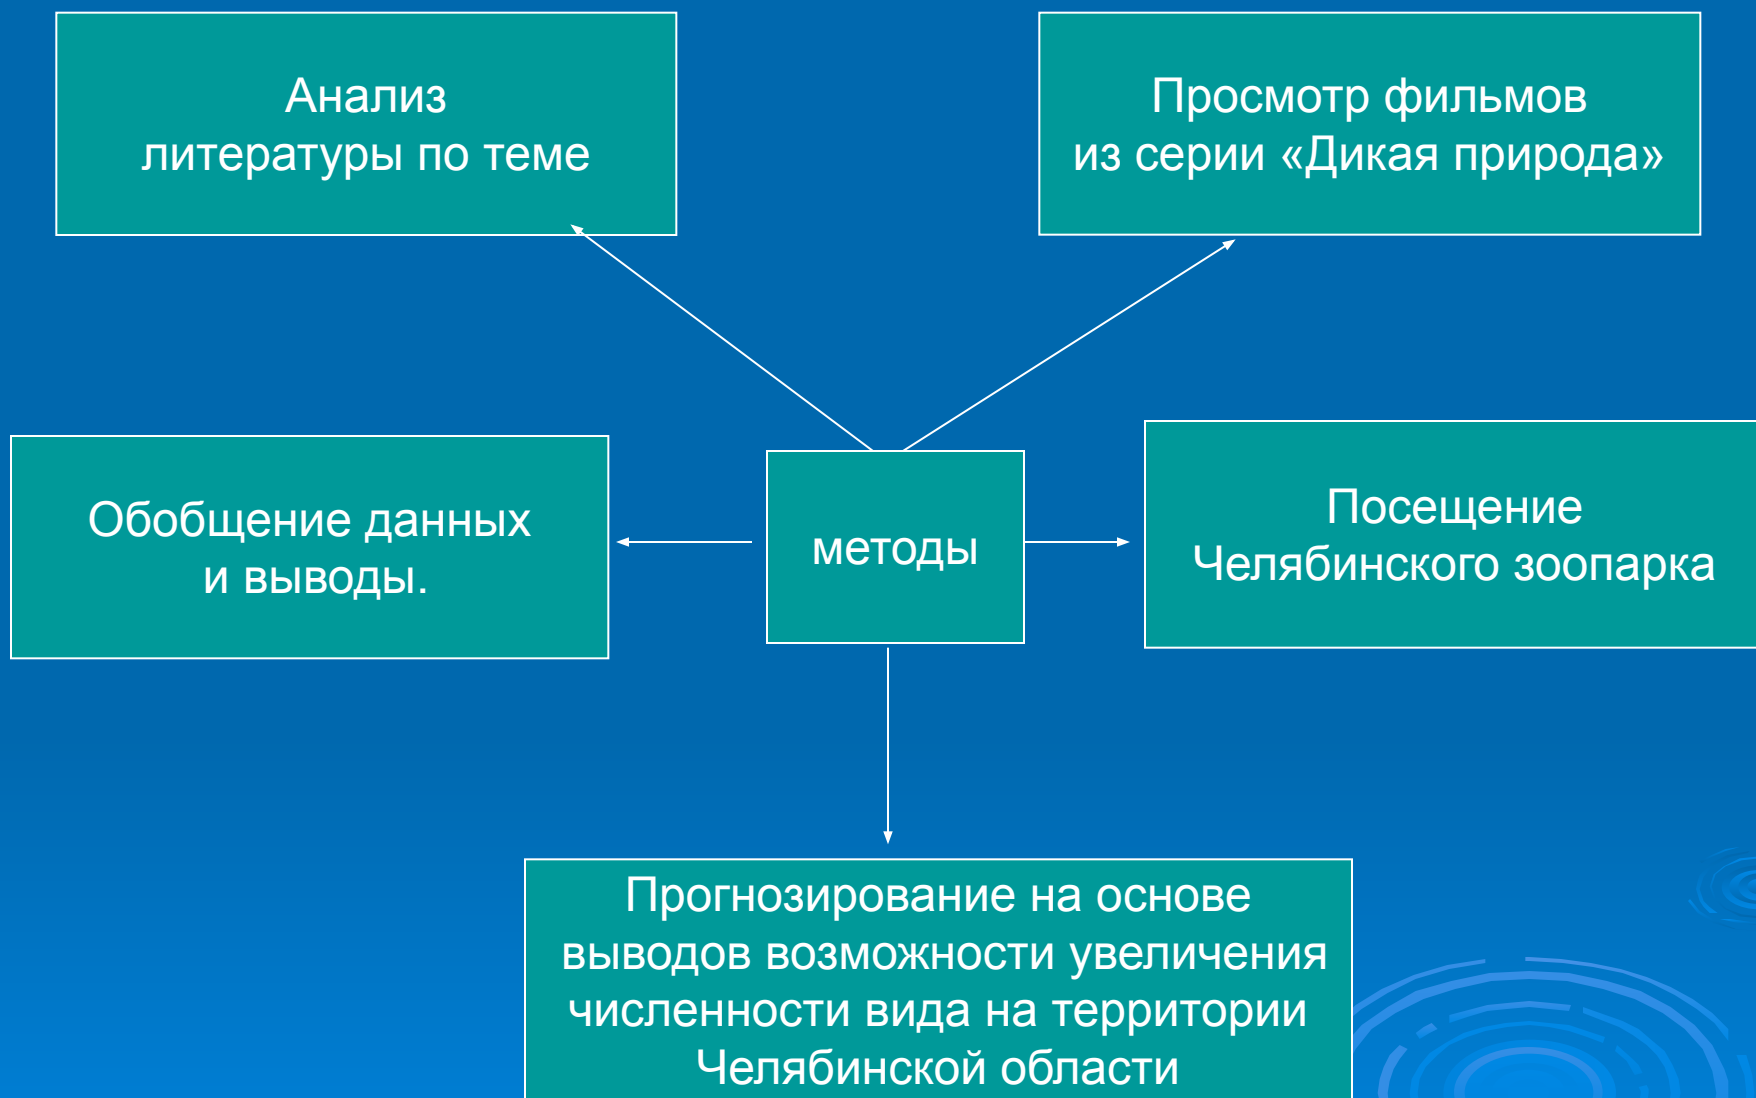 Анализ
литературы по теме
Просмотр фильмов
из серии «Дикая природа»
Обобщение данных
и выводы.
методы
Посещение
Челябинского зоопарка
Прогнозирование на основе
выводов возможности увеличения
численности вида на территории
Челябинской области